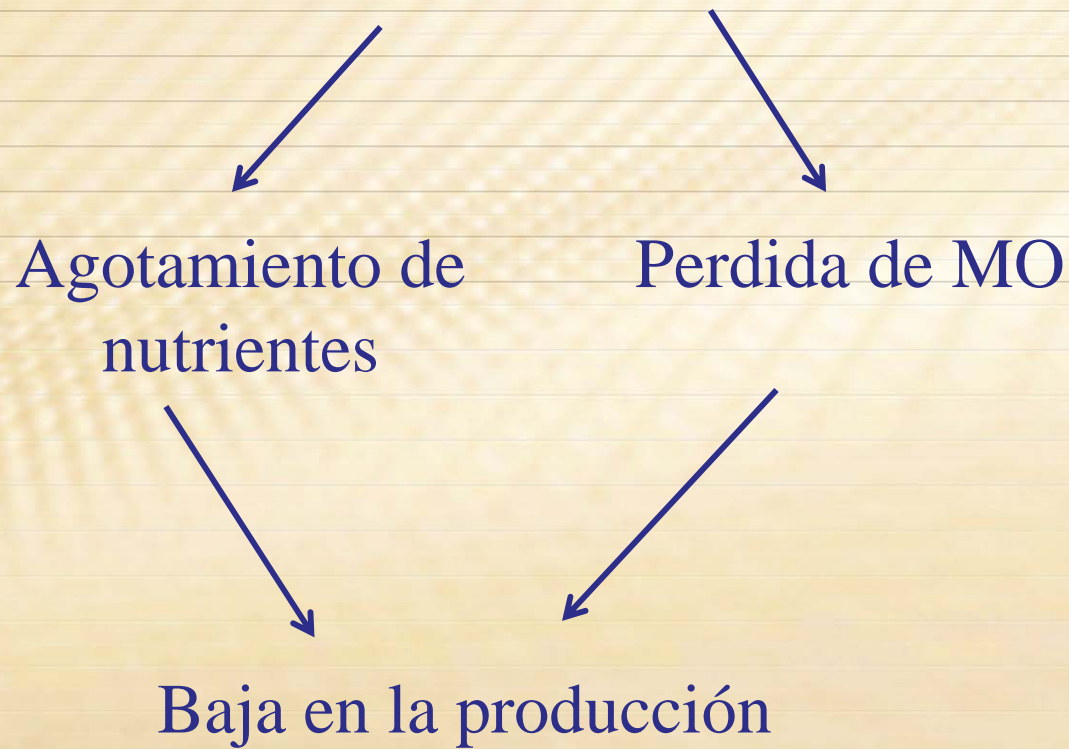 Agotamiento de
nutrientes
Perdida de MO
Baja en la producción